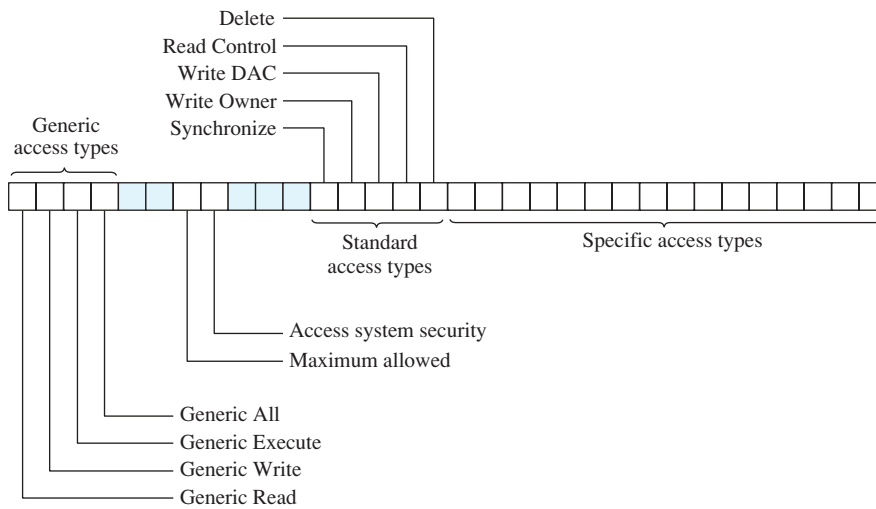 Delete
Read Control
Write DAC
Write Owner
Synchronize
Generic
access types
Standard
access types
Specific access types
Access system security
Maximum allowed
Generic All
Generic Execute
Generic Write
Generic Read